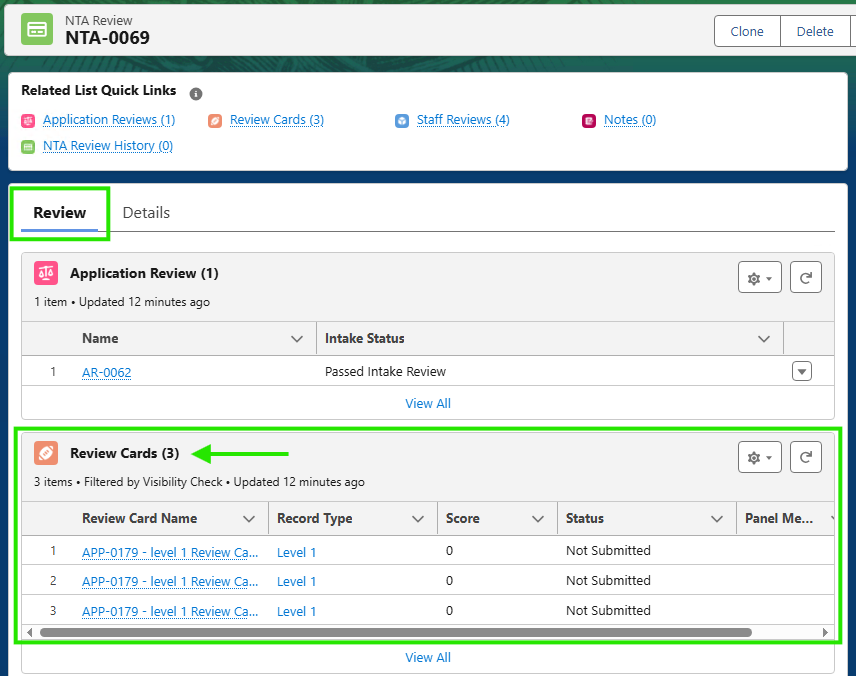 NTA Review
NTA-0069
Clone
Delete
Related List Quick Links
Application Reviews (1)
Review Cards (3)
Staff Reviews (4)
Notes (0)
NTA Review History (0)
Review
Details
Application Review (1)
1 item • Updated 12 minutes ago
Name
Intake Status
1
AR-0062
Passed Intake Review
View All
Review Cards (3)
3 items • Filtered by Visibility Check • Updated 12 minutes ago
Review Card Name
Record Type
Score
Status
Panel Me...
1
APP-0179 - level 1 Review Ca...
Level 1
0
Not Submitted
2
APP-0179 - level 1 Review Ca...
Level 1
0
Not Submitted
3
APP-0179 - level 1 Review Ca...
Level 1
0
Not Submitted
View All